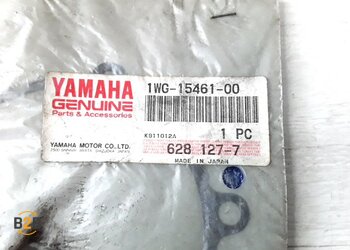 YAMAHA
GENUINE
Parts & Accessories
1WG-15461-00
KB11012A
1 PC
YAMAHA MOTOR CO.,LTD.
628 127-7
MADE IN JAPAN